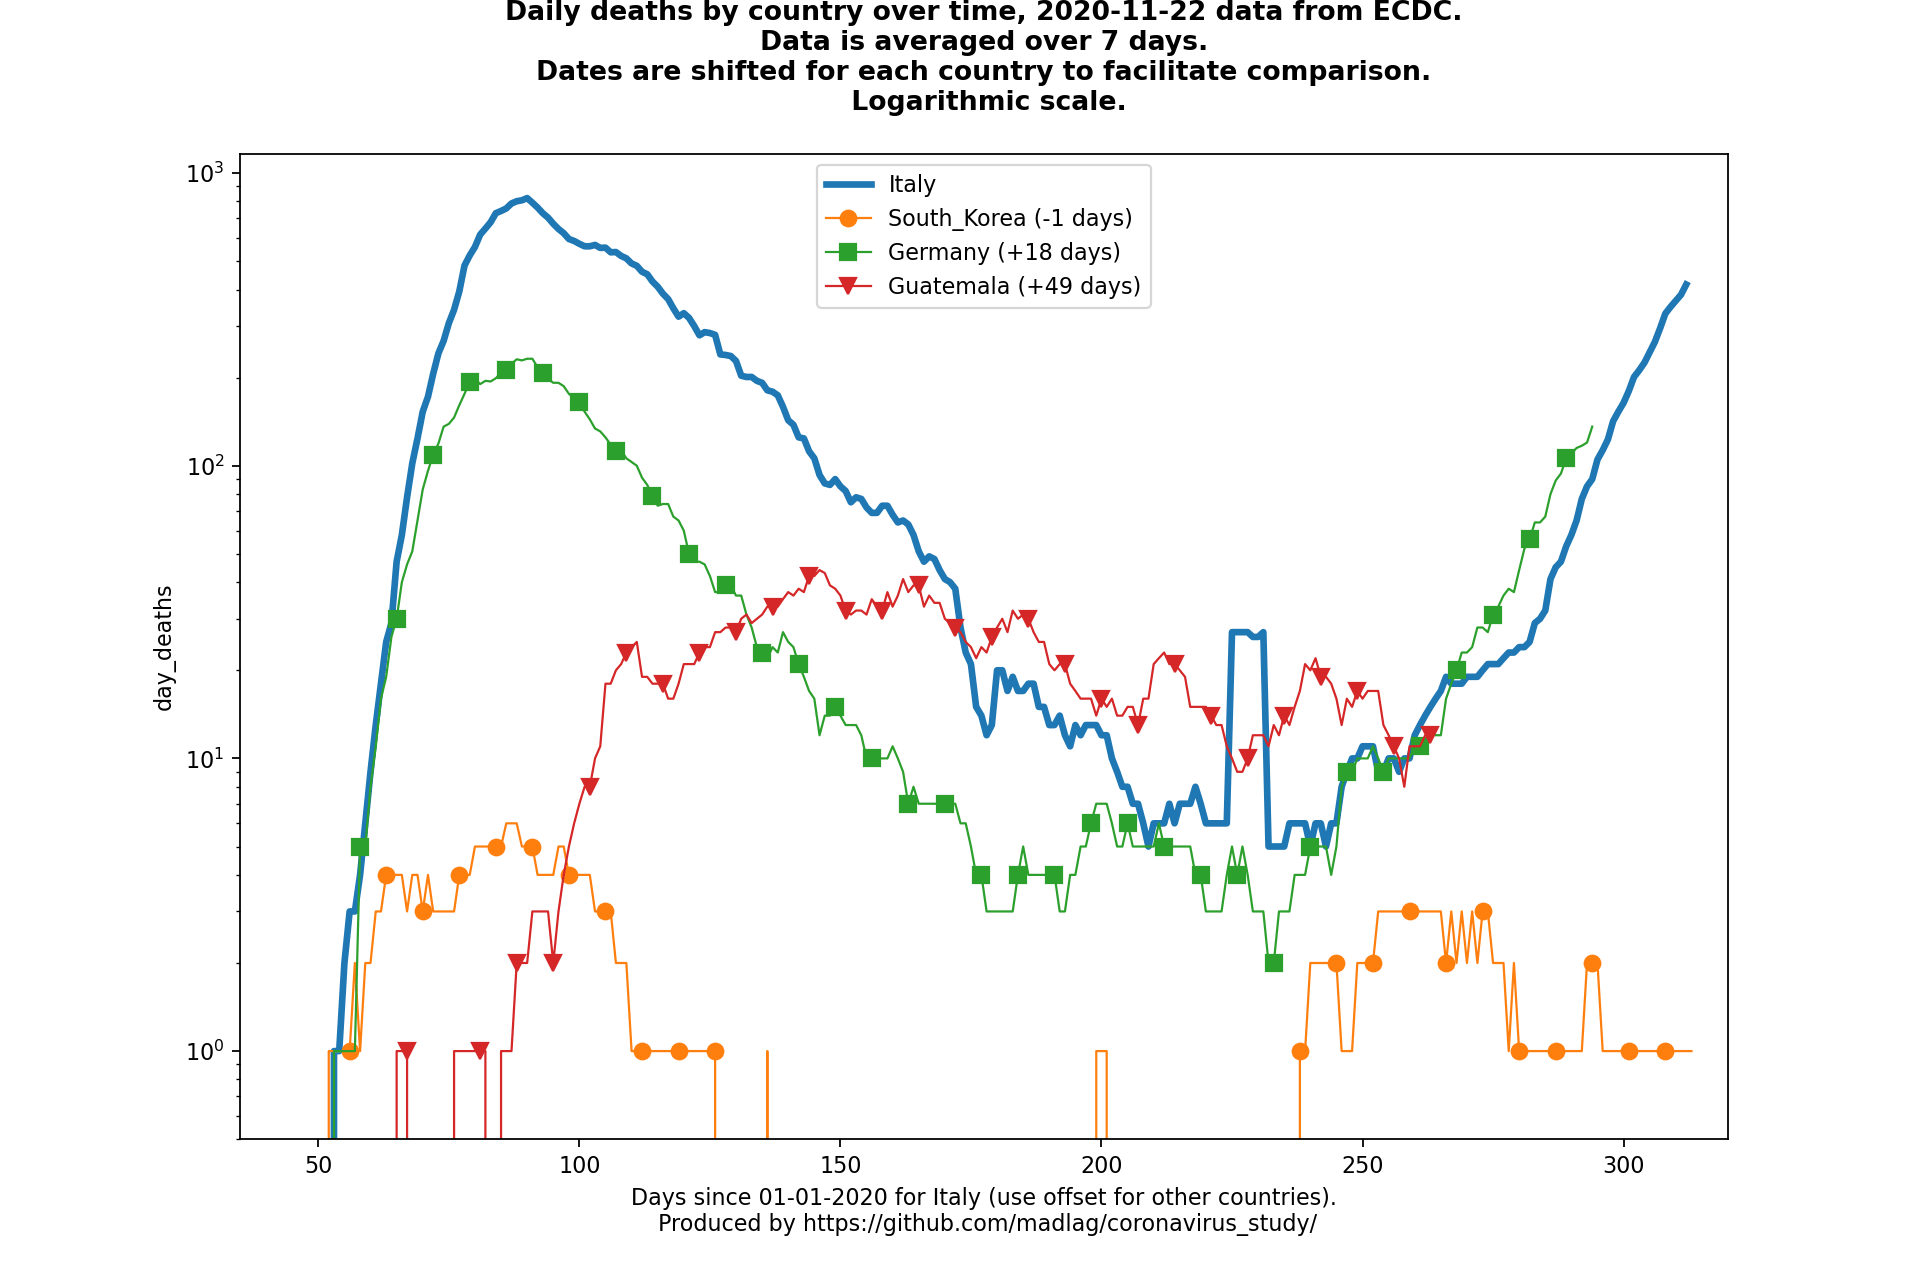 Daily deaths by country over time, 2020-11-22 data from ECDC.
Data is averaged over 7 days.
Dates are shifted for each country to facilitate comparison.
Logarithmic scale.
10³
10²
10¹
10⁰
day_deaths
Italy
South_Korea (-1 days)
Germany (+18 days)
Guatemala (+49 days)
50 100 150 200 250 300
Days since 01-01-2020 for Italy (use offset for other countries).
Produced by https://github.com/madlag/coronavirus_study/